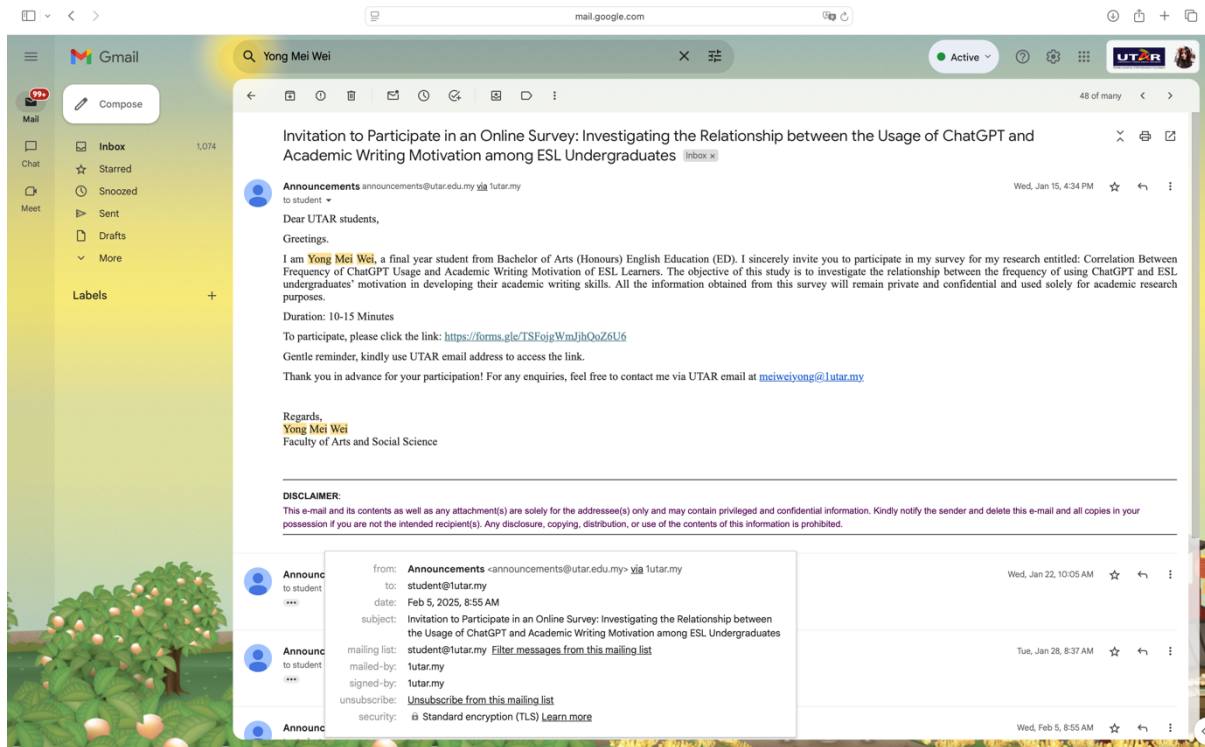 mail.google.com
Gmail
Yong Mei Wei
Active
UTAR
99+
Mail
Compose
48 of many
Chat
Meet
Inbox 1,074
Starred
Snoozed
Sent
Drafts
More
Labels
Invitation to Participate in an Online Survey: Investigating the Relationship between the Usage of ChatGPT and
Academic Writing Motivation among ESL Undergraduates Inbox x
Announcements announcements@utar.edu.my via 1utar.my Wed, Jan 15, 4:34 PM
to student
Dear UTAR students,
Greetings.
I am Yong Mei Wei, a final year student from Bachelor of Arts (Honours) English Education (ED). I sincerely invite you to participate in my survey for my research entitled: Correlation Between
Frequency of ChatGPT Usage and Academic Writing Motivation of ESL Learners. The objective of this study is to investigate the relationship between the frequency of using ChatGPT and ESL
undergraduates' motivation in developing their academic writing skills. All the information obtained from this survey will remain private and confidential and used solely for academic research
purposes.
Duration: 10-15 Minutes
To participate, please click the link: https://forms.gle/TSFojgWmJjhQoZ6U6
Gentle reminder, kindly use UTAR email address to access the link.
Thank you in advance for your participation! For any enquiries, feel free to contact me via UTAR email at meiweiyong@1utar.my
Regards,
Yong Mei Wei
Faculty of Arts and Social Science
DISCLAIMER:
This e-mail and its contents as well as any attachment(s) are solely for the addressee(s) only and may contain privileged and confidential information. Kindly notify the sender and delete this e-mail and all copies in your
possession if you are not the intended recipient(s). Any disclosure, copying, distribution, or use of the contents of this information is prohibited.
Announc Wed, Jan 22, 10:05 AM
to student
from: Announcements <announcements@utar.edu.my> via 1utar.my
to: student@1utar.my
date: Feb 5, 2025, 8:55 AM
subject: Invitation to Participate in an Online Survey: Investigating the Relationship between
the Usage of ChatGPT and Academic Writing Motivation among ESL Undergraduates
mailing list: student@1utar.my Filter messages from this mailing list
mailed-by: 1utar.my
signed-by: 1utar.my
unsubscribe: Unsubscribe from this mailing list
security: Standard encryption (TLS) Learn more
Announc Tue, Jan 28, 8:37 AM
to student
Announc Wed, Feb 5, 8:55 AM